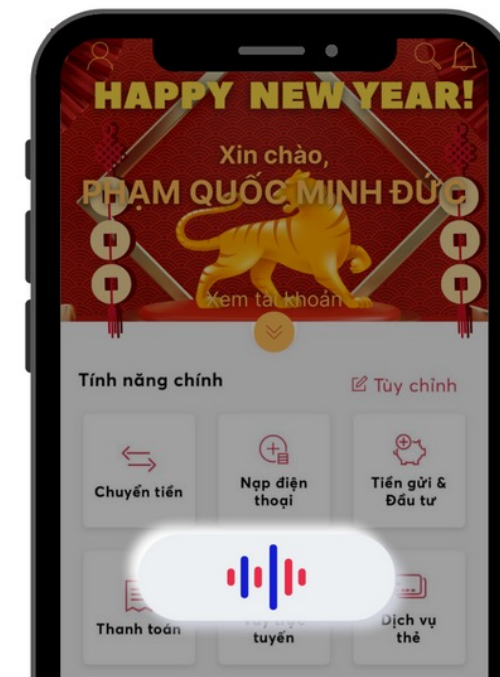 HAPPY NEW YEAR!
Xin chào,
PHẠM QUỐC MINH ĐỨC
Xem tài khoản
Tính năng chính
Tùy chỉnh
Chuyển tiền
Nạp điện
thoại
Tiền gửi &
Đầu tư
Thanh toán
tuyến
Dịch vụ
thẻ